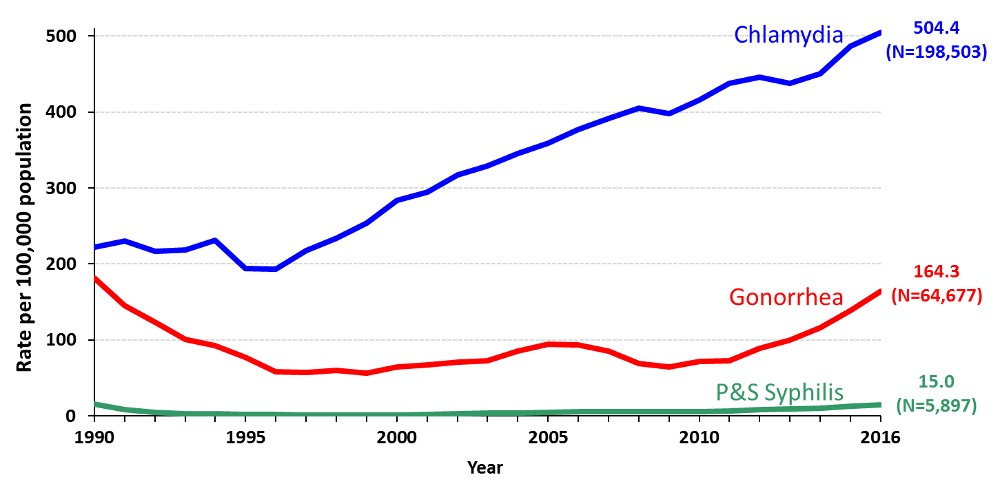 Chlamydia
504.4
(N=198,503)
500
400
300
200
100
0
Rate per 100,000 population
164.3
(N=64,677)
Gonorrhea
P&S Syphilis
15.0
(N=5,897)
1990
1995
2000
2005
2010
2016
Year